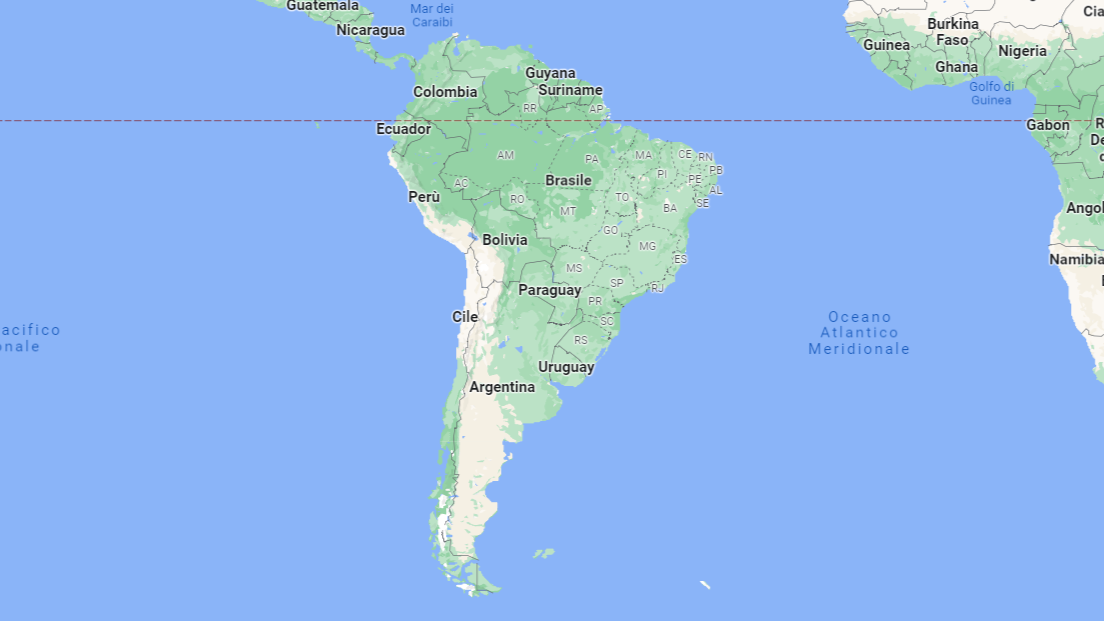 Guatemala
Mar dei
Caraibi
Nicaragua
Burkina
Faso
Guinea
Nigeria
Ghana
Golfo di
Guinea
Guyana
Suriname
Colombia
RR
AP
Ecuador
Gabon
AM
PA
MA
CE
RN
PI
PB
PE
AL
SE
AC
Brasile
RO
TO
MT
BA
Perù
Angol
GO
Bolivia
MG
ES
Namibia
MS
SP
RJ
Paraguay
PR
SC
Cile
RS
Uruguay
Argentina
acifico
onale
Oceano
Atlantico
Meridionale
Cia
R
De